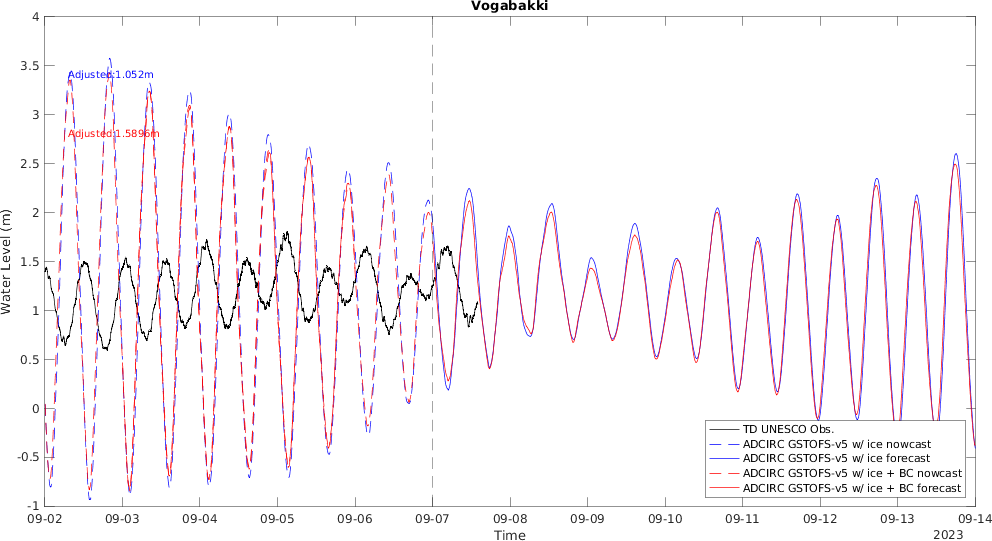 Vogabakki
4
3.5
3
2.5
2
1.5
1
0.5
0
-0.5
-1
Water Level (m)
Adjusted:1.052m
Adjusted:1.5896m
TD UNESCO Obs.
ADCIRC GSTOFS-v5 w/ ice nowcast
ADCIRC GSTOFS-v5 w/ ice forecast
ADCIRC GSTOFS-v5 w/ ice + BC nowcast
ADCIRC GSTOFS-v5 w/ ice + BC forecast
09-02 09-03 09-04 09-05 09-06 09-07 09-08 09-09 09-10 09-11 09-12 09-13 09-14
Time
2023